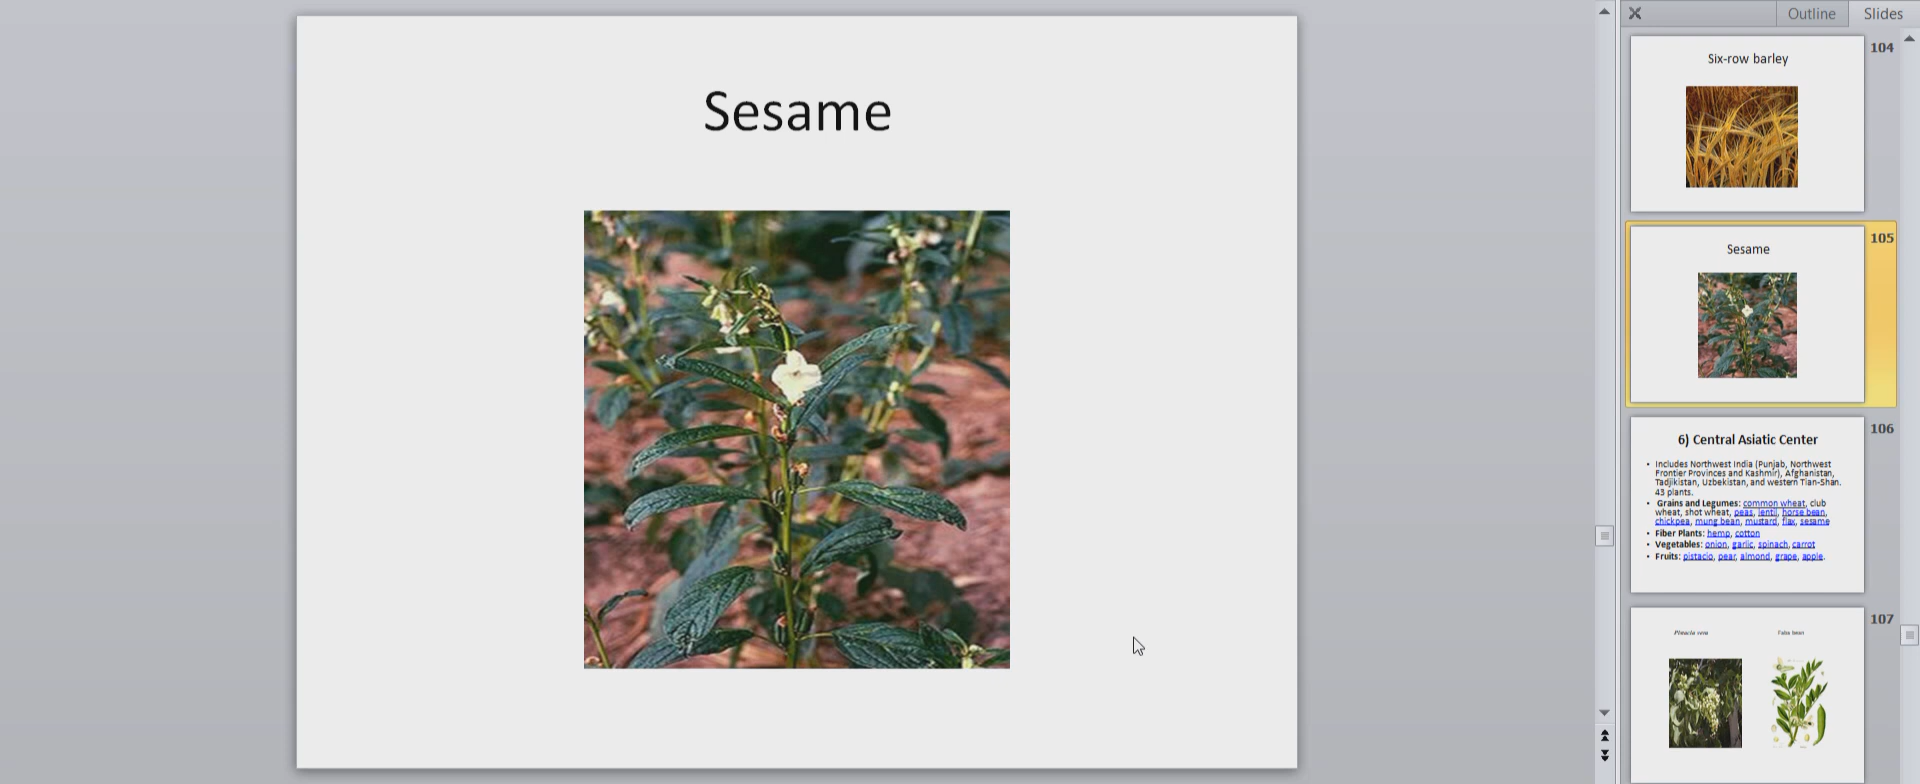 Sesame
Outline
Slides
104
Six-row barley
105
Sesame
106
6) Central Asiatic Center
• Includes Northwest India (Punjab, Northwest
Frontier Provinces and Kashmir), Afghanistan,
Tadjikistan, Uzbekistan, and western Tian-Shan.
43 plants.
• Grains and Legumes: common wheat, club
wheat, shot wheat, peas, lentil, horse bean,
chickpea, mung bean, mustard, flax, sesame
• Fiber Plants: hemp, cotton
• Vegetables: onion, garlic, spinach, carrot
• Fruits: pistacio, pear, almond, grape, apple.
107